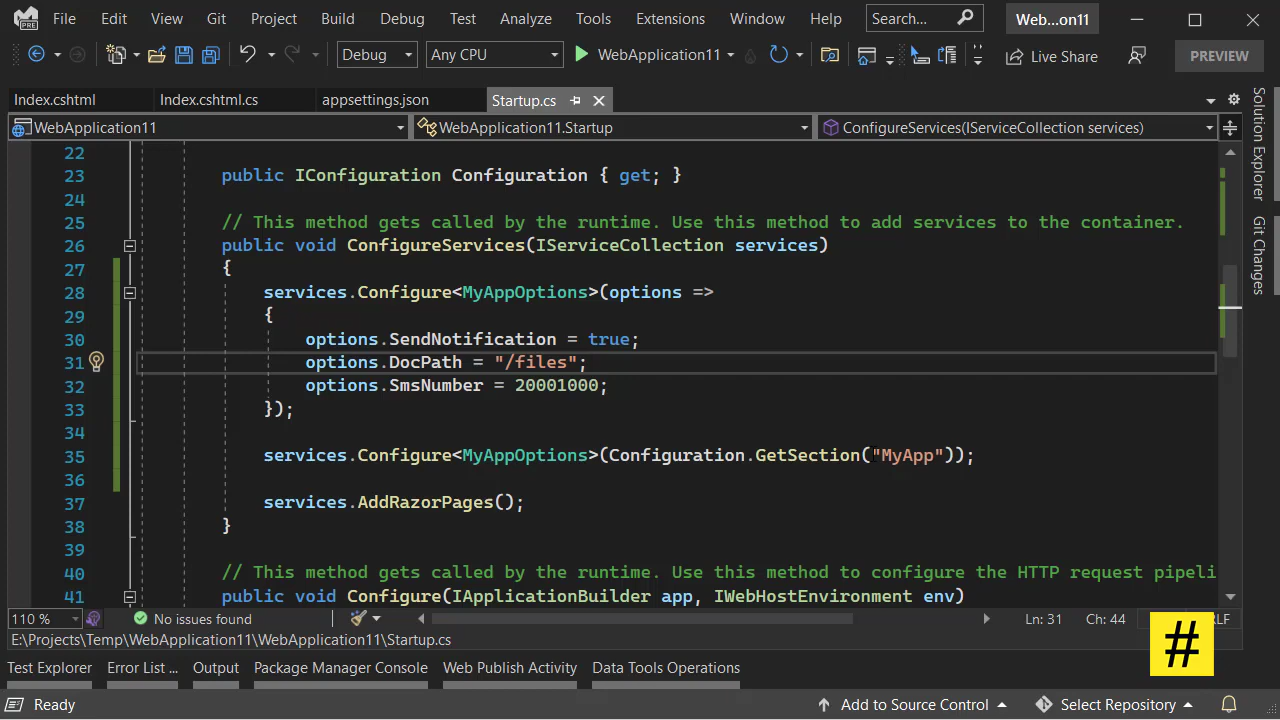 File Edit View Git Project Build Debug Test Analyze Tools Extensions Window Help Search... Web...on11
PRE
Debug Any CPU WebApplication11 Live Share PREVIEW
Index.cshtml Index.cshtml.cs appsettings.json Startup.cs
WebApplication11 WebApplication11.Startup ConfigureServices(IServiceCollection services)
22
23 public IConfiguration Configuration { get; }
24
25 // This method gets called by the runtime. Use this method to add services to the container.
26 public void ConfigureServices(IServiceCollection services)
27 {
28 services.Configure<MyAppOptions>(options =>
29 {
30 options.SendNotification = true;
31 options.DocPath = "/files";
32 options.SmsNumber = 20001000;
33 });
34
35 services.Configure<MyAppOptions>(Configuration.GetSection("MyApp"));
36
37 services.AddRazorPages();
38 }
39
40 // This method gets called by the runtime. Use this method to configure the HTTP request pipeli
41 public void Configure(IApplicationBuilder app, IWebHostEnvironment env)
110 % No issues found Ln: 31 Ch: 44 RLF
E:\Projects\Temp\WebApplication11\WebApplication11\Startup.cs
#
Test Explorer Error List ... Output Package Manager Console Web Publish Activity Data Tools Operations
Ready Add to Source Control Select Repository
Solution Explorer
Git Changes